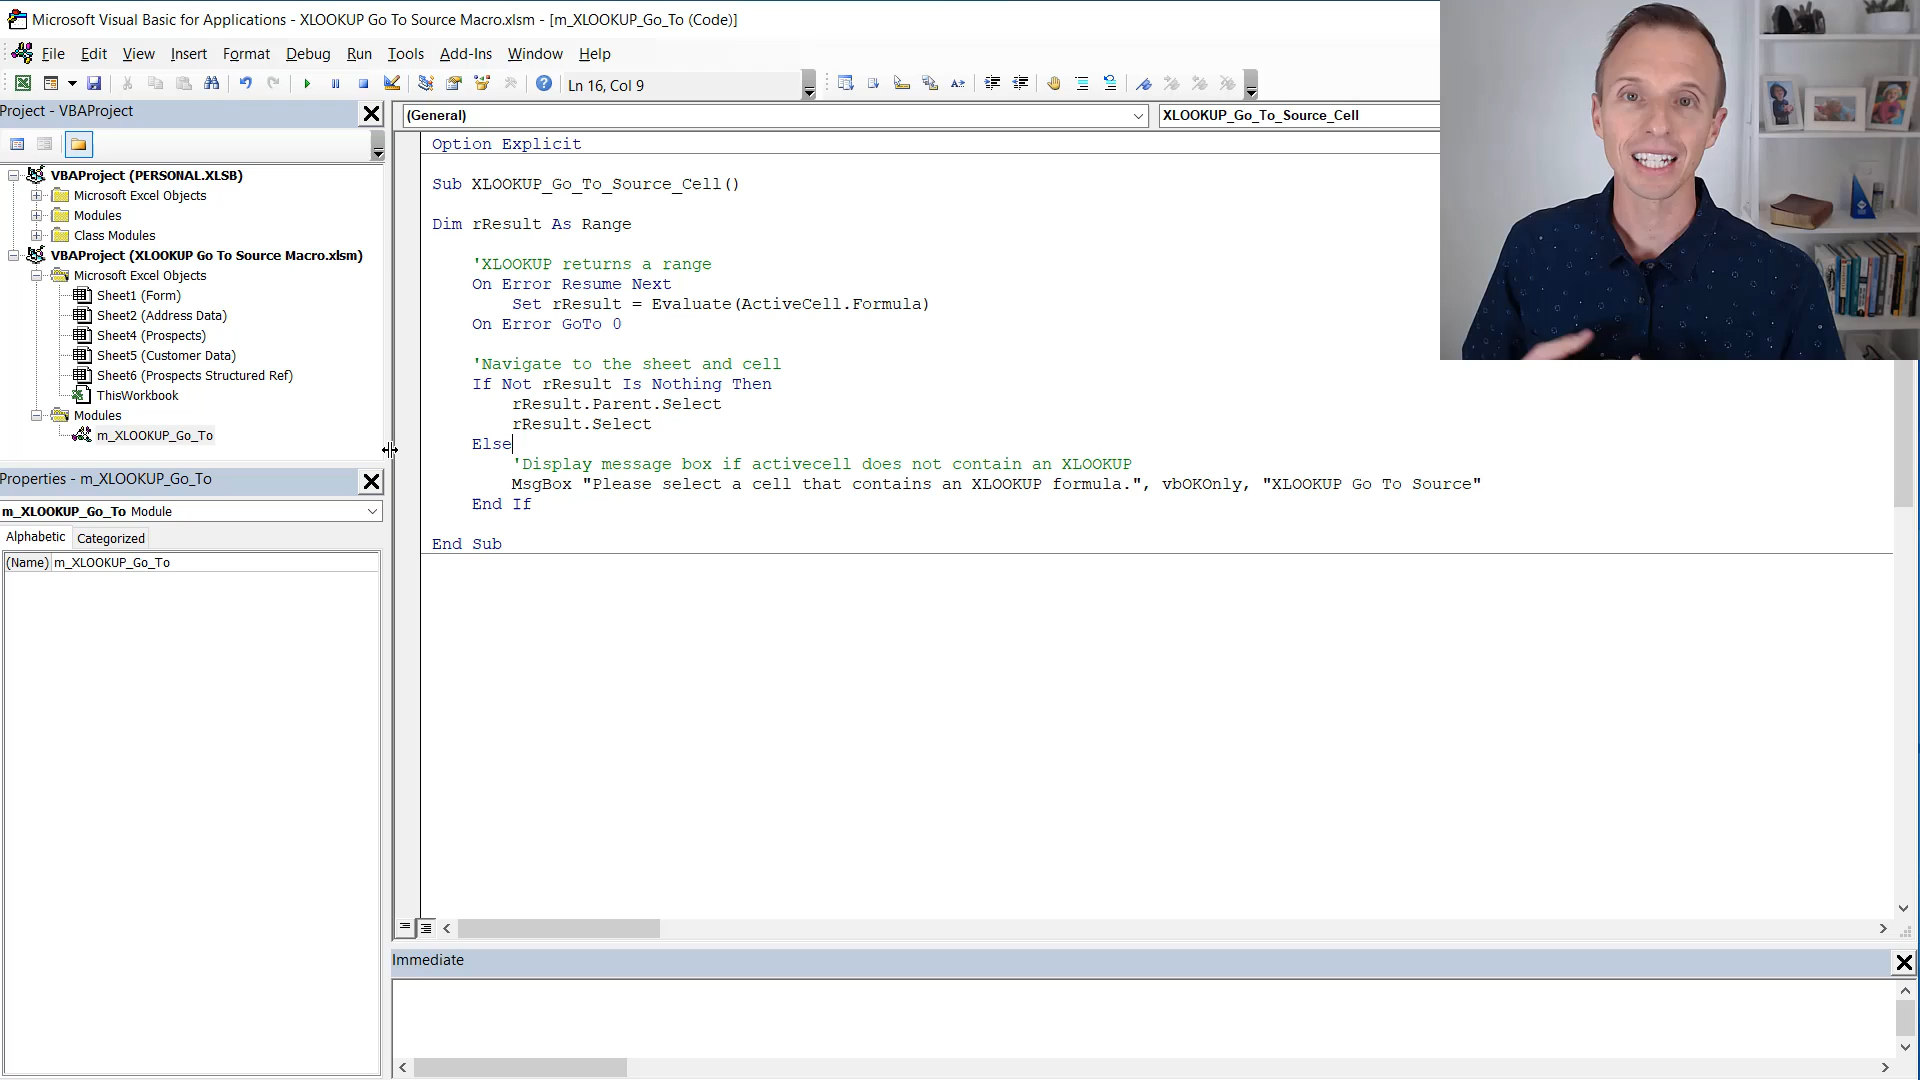 Microsoft Visual Basic for Applications - XLOOKUP Go To Source Macro.xlsm - [m_XLOOKUP_Go_To (Code)]
File Edit View Insert Format Debug Run Tools Add-Ins Window Help
Ln 16, Col 9
Project - VBAProject
(General)
XLOOKUP_Go_To_Source_Cell
VBAProject (PERSONAL.XLSB)
Microsoft Excel Objects
Modules
Class Modules
VBAProject (XLOOKUP Go To Source Macro.xlsm)
Microsoft Excel Objects
Sheet1 (Form)
Sheet2 (Address Data)
Sheet4 (Prospects)
Sheet5 (Customer Data)
Sheet6 (Prospects Structured Ref)
ThisWorkbook
Modules
m_XLOOKUP_Go_To
Properties - m_XLOOKUP_Go_To
m_XLOOKUP_Go_To Module
Alphabetic Categorized
(Name) m_XLOOKUP_Go_To
Option Explicit
Sub XLOOKUP_Go_To_Source_Cell()
Dim rResult As Range
'XLOOKUP returns a range
On Error Resume Next
Set rResult = Evaluate(ActiveCell.Formula)
On Error GoTo 0
'Navigate to the sheet and cell
If Not rResult Is Nothing Then
rResult.Parent.Select
rResult.Select
Else
'Display message box if activecell does not contain an XLOOKUP
MsgBox "Please select a cell that contains an XLOOKUP formula.", vbOKOnly, "XLOOKUP Go To Source"
End If
End Sub
Immediate